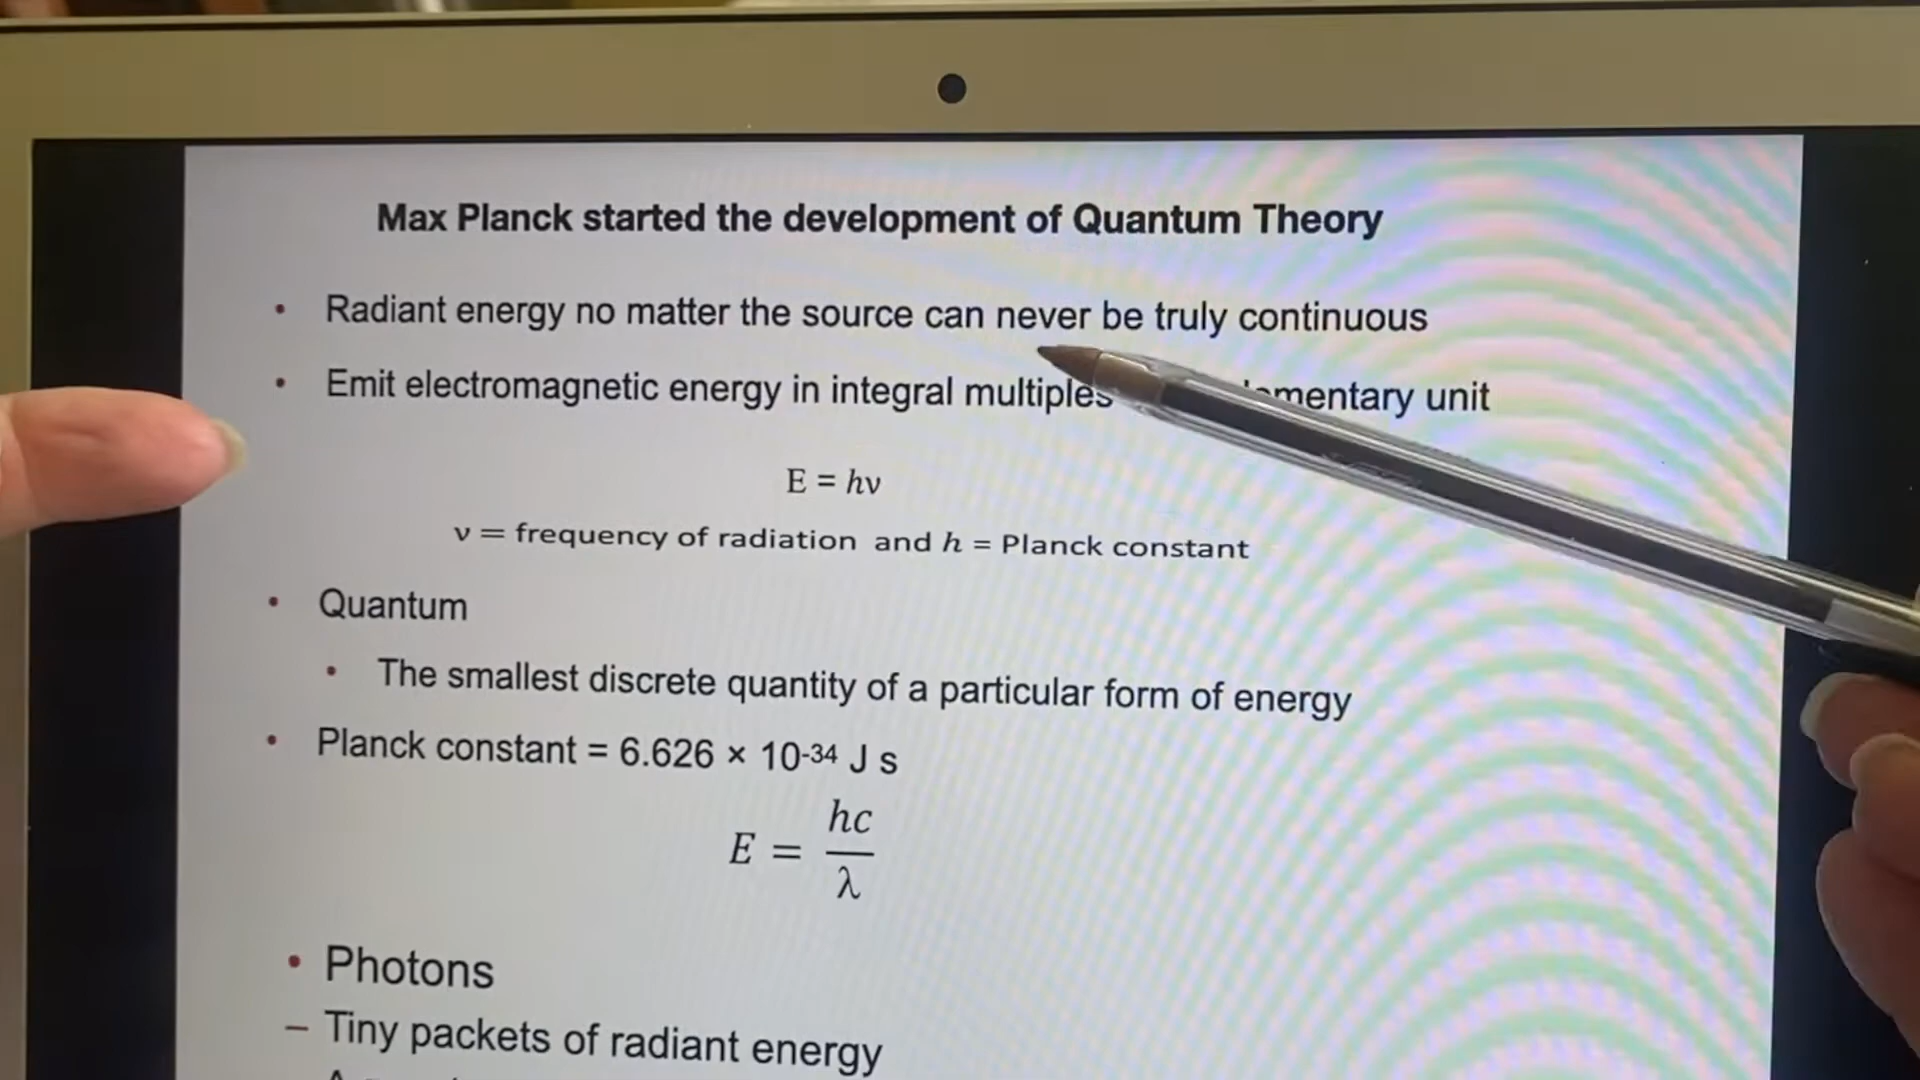 Max Planck started the development of Quantum Theory
• Radiant energy no matter the source can never be truly continuous
• Emit electromagnetic energy in integral multiples unit
E = hν
ν = frequency of radiation and h = Planck constant
• Quantum
• The smallest discrete quantity of a particular form of energy
• Planck constant = 6.626 × 10⁻³⁴ J s
E = hc/λ
• Photons
– Tiny packets of radiant energy